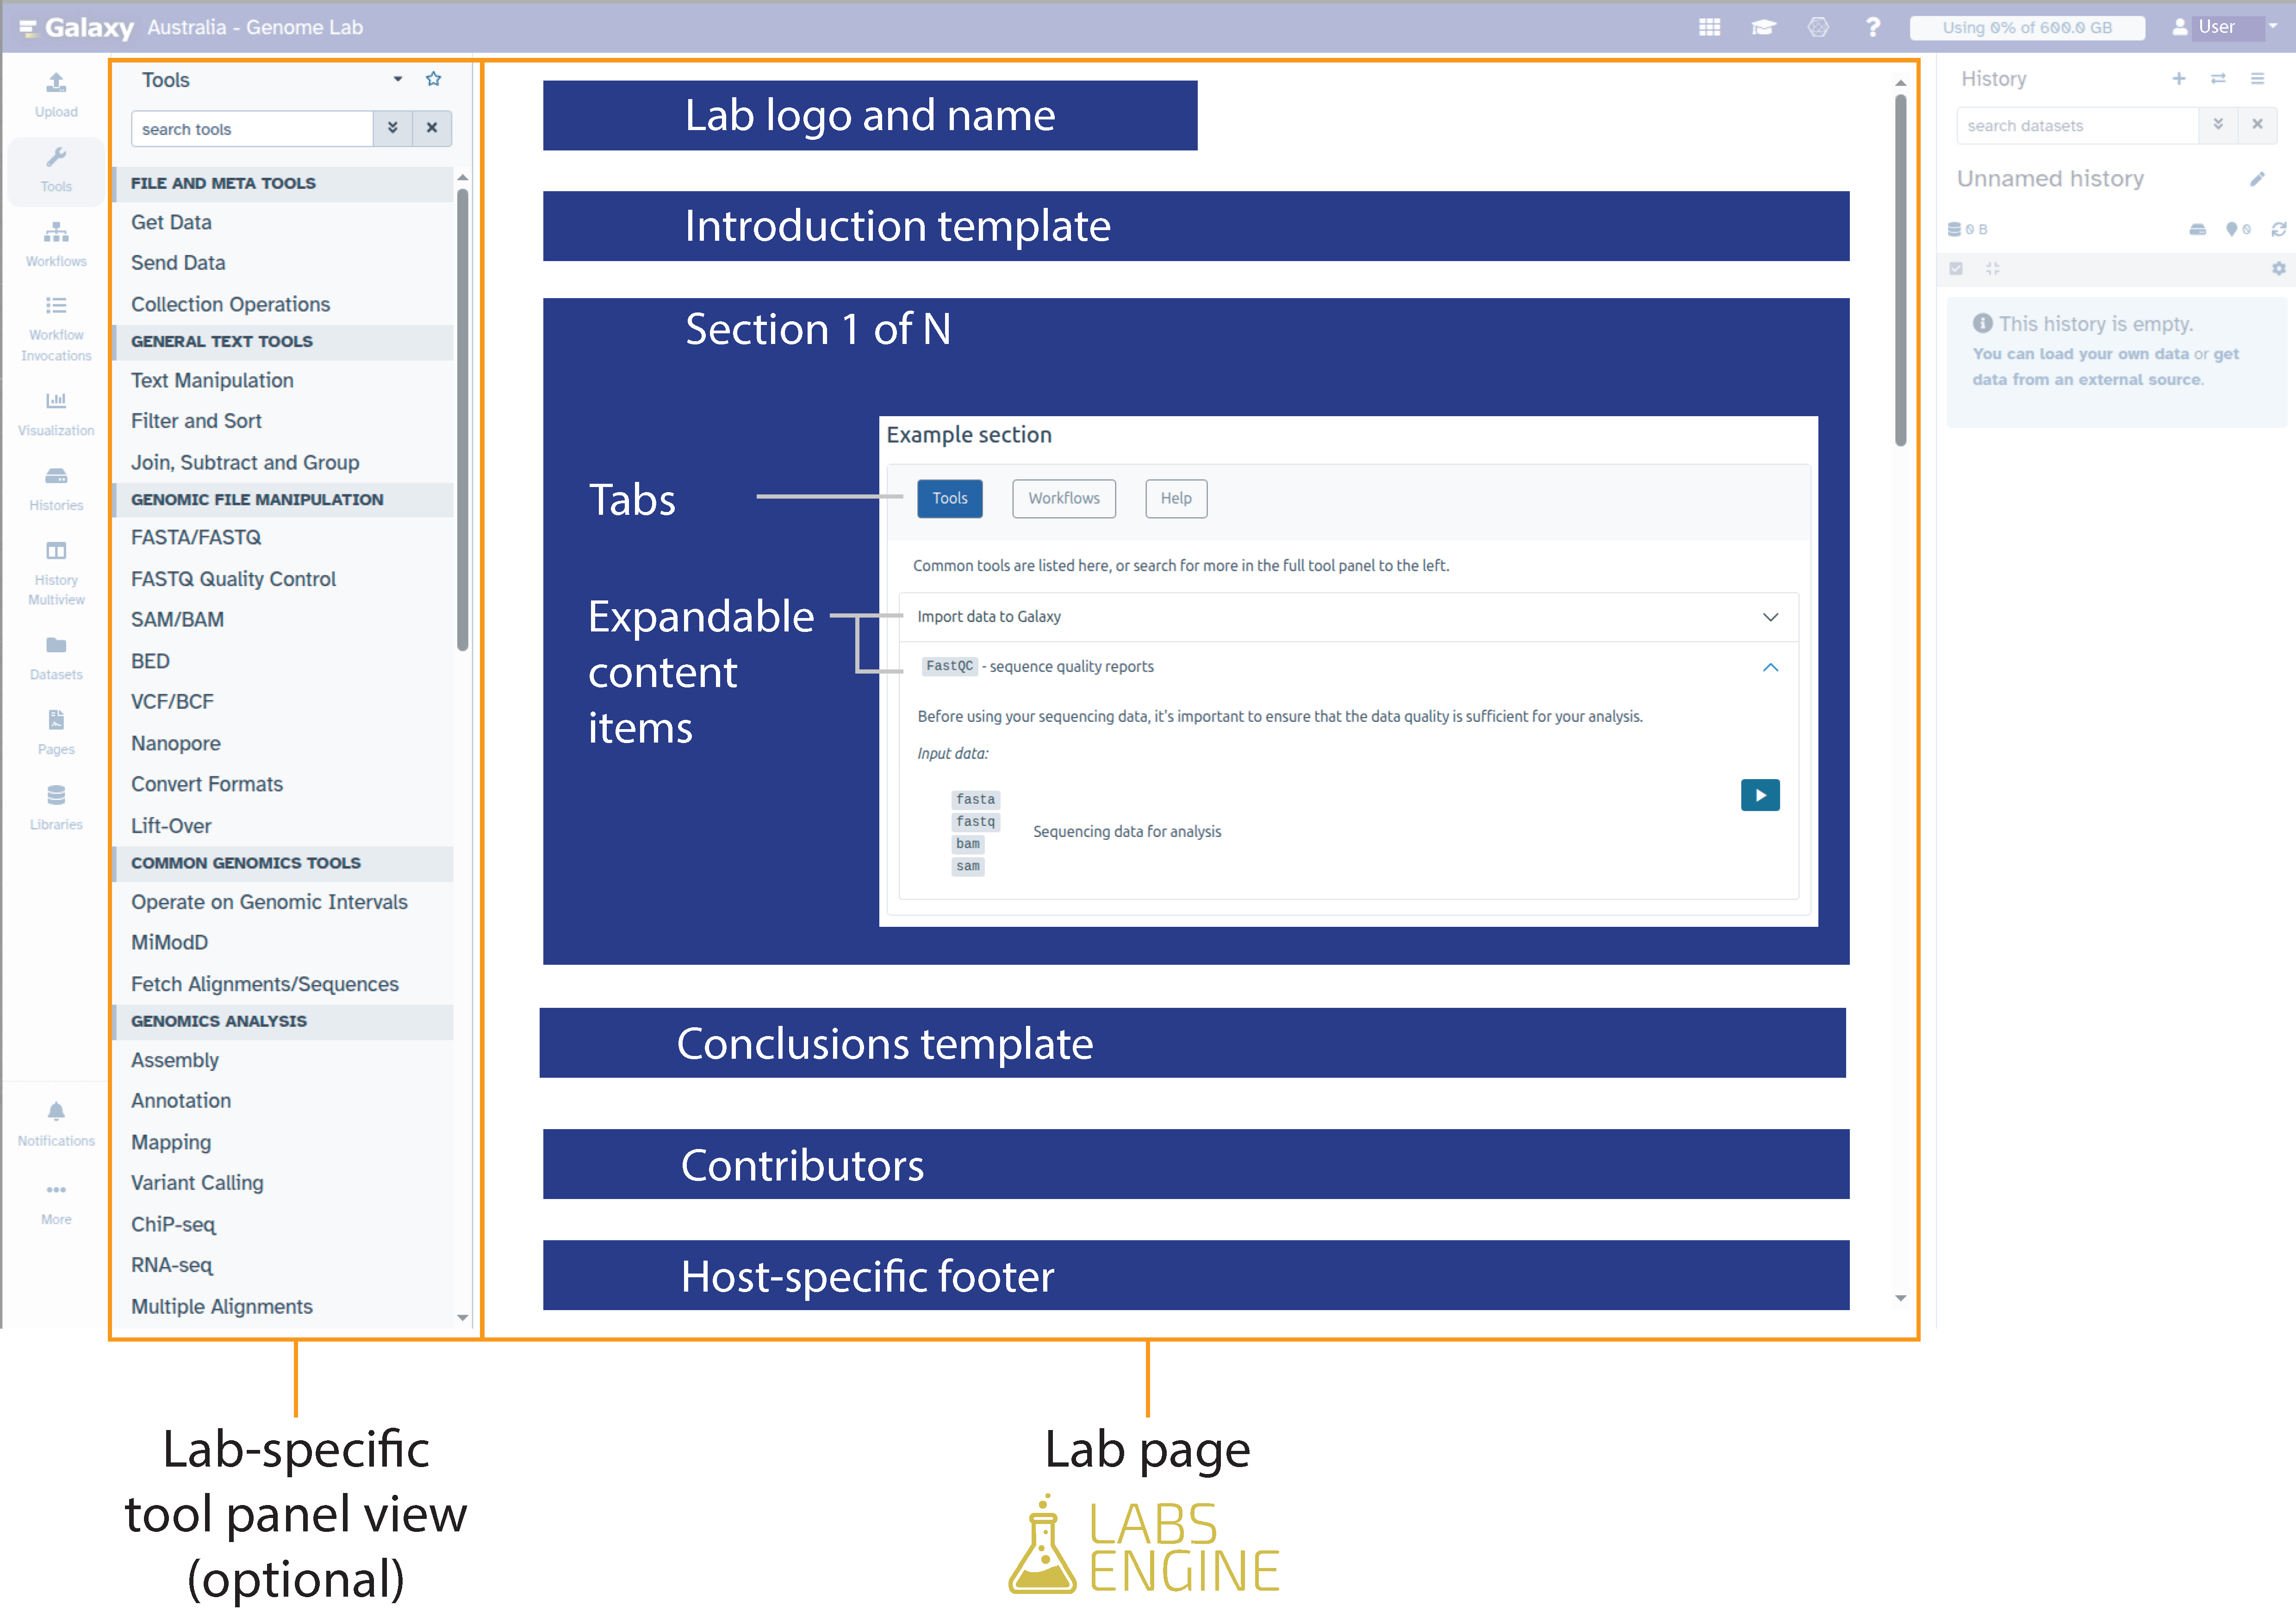 Galaxy Australia - Genome Lab
Using 0% of 600.0 GB
User
Upload
Tools
Workflows
Workflow
Invocations
Visualization
Histories
History
Multiview
Datasets
Pages
Libraries
Notifications
More
Tools
search tools
FILE AND META TOOLS
Get Data
Send Data
Collection Operations
GENERAL TEXT TOOLS
Text Manipulation
Filter and Sort
Join, Subtract and Group
GENOMIC FILE MANIPULATION
FASTA/FASTQ
FASTQ Quality Control
SAM/BAM
BED
VCF/BCF
Nanopore
Convert Formats
Lift-Over
COMMON GENOMICS TOOLS
Operate on Genomic Intervals
MiModD
Fetch Alignments/Sequences
GENOMICS ANALYSIS
Assembly
Annotation
Mapping
Variant Calling
ChiP-seq
RNA-seq
Multiple Alignments
Lab logo and name
Introduction template
Section 1 of N
Tabs
Expandable
content
items
Example section
Tools Workflows Help
Common tools are listed here, or search for more in the full tool panel to the left.
Import data to Galaxy
FastQC - sequence quality reports
Before using your sequencing data, it's important to ensure that the data quality is sufficient for your analysis.
Input data:
fasta
fastq
bam
sam
Sequencing data for analysis
Conclusions template
Contributors
Host-specific footer
History
search datasets
Unnamed history
0 B
0
This history is empty.
You can load your own data or get
data from an external source.
Lab-specific
tool panel view
(optional)
Lab page
LABS
ENGINE